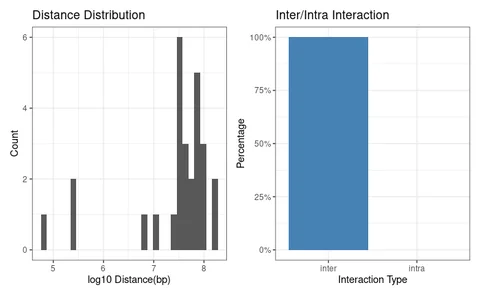 Distance Distribution
Count
6
4
2
0
5
6
7
8
log10 Distance(bp)
Inter/Intra Interaction
Percentage
100%
75%
50%
25%
0%
inter
intra
Interaction Type